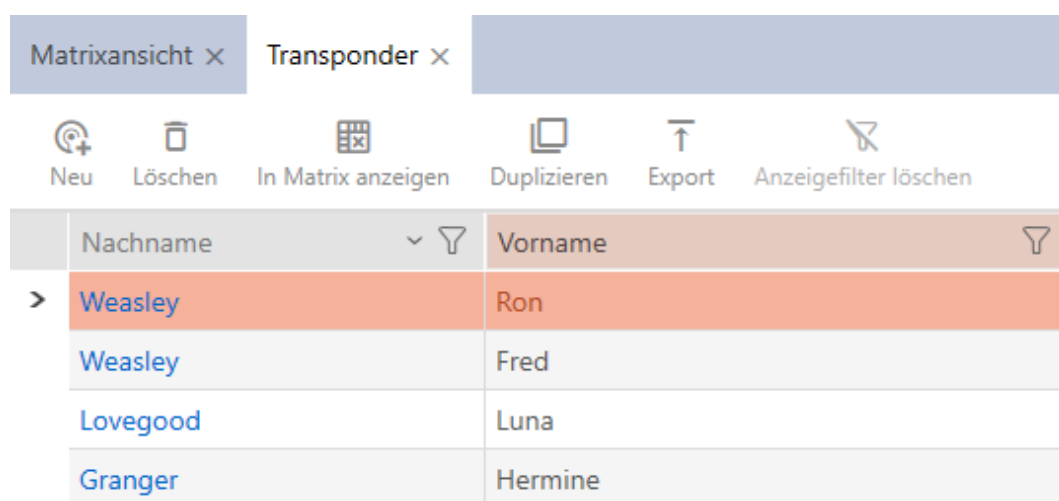 Matrixansicht × Transponder ×
Neu Löschen In Matrix anzeigen Duplizieren Export Anzeigefilter löschen
Nachname Vorname
Weasley Ron
Weasley Fred
Lovegood Luna
Granger Hermine